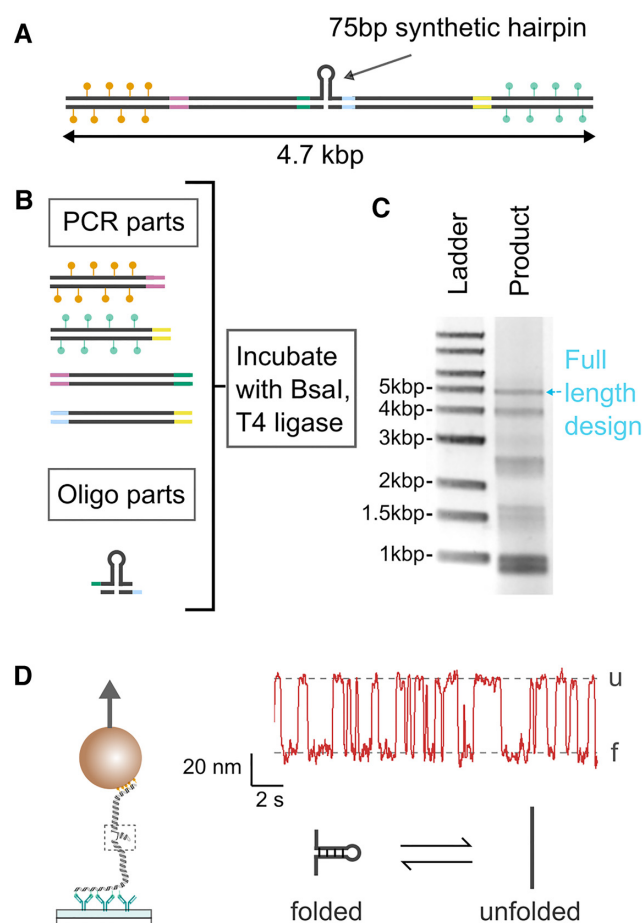 A
75bp synthetic hairpin
4.7 kbp
B
PCR parts
Incubate
with BsaI,
T4 ligase
Oligo parts
C
Ladder
Product
5kbp
4kbp
3kbp
2kbp
1.5kbp
1kbp
Full
length
design
D
u
f
20 nm
2 s
folded
unfolded